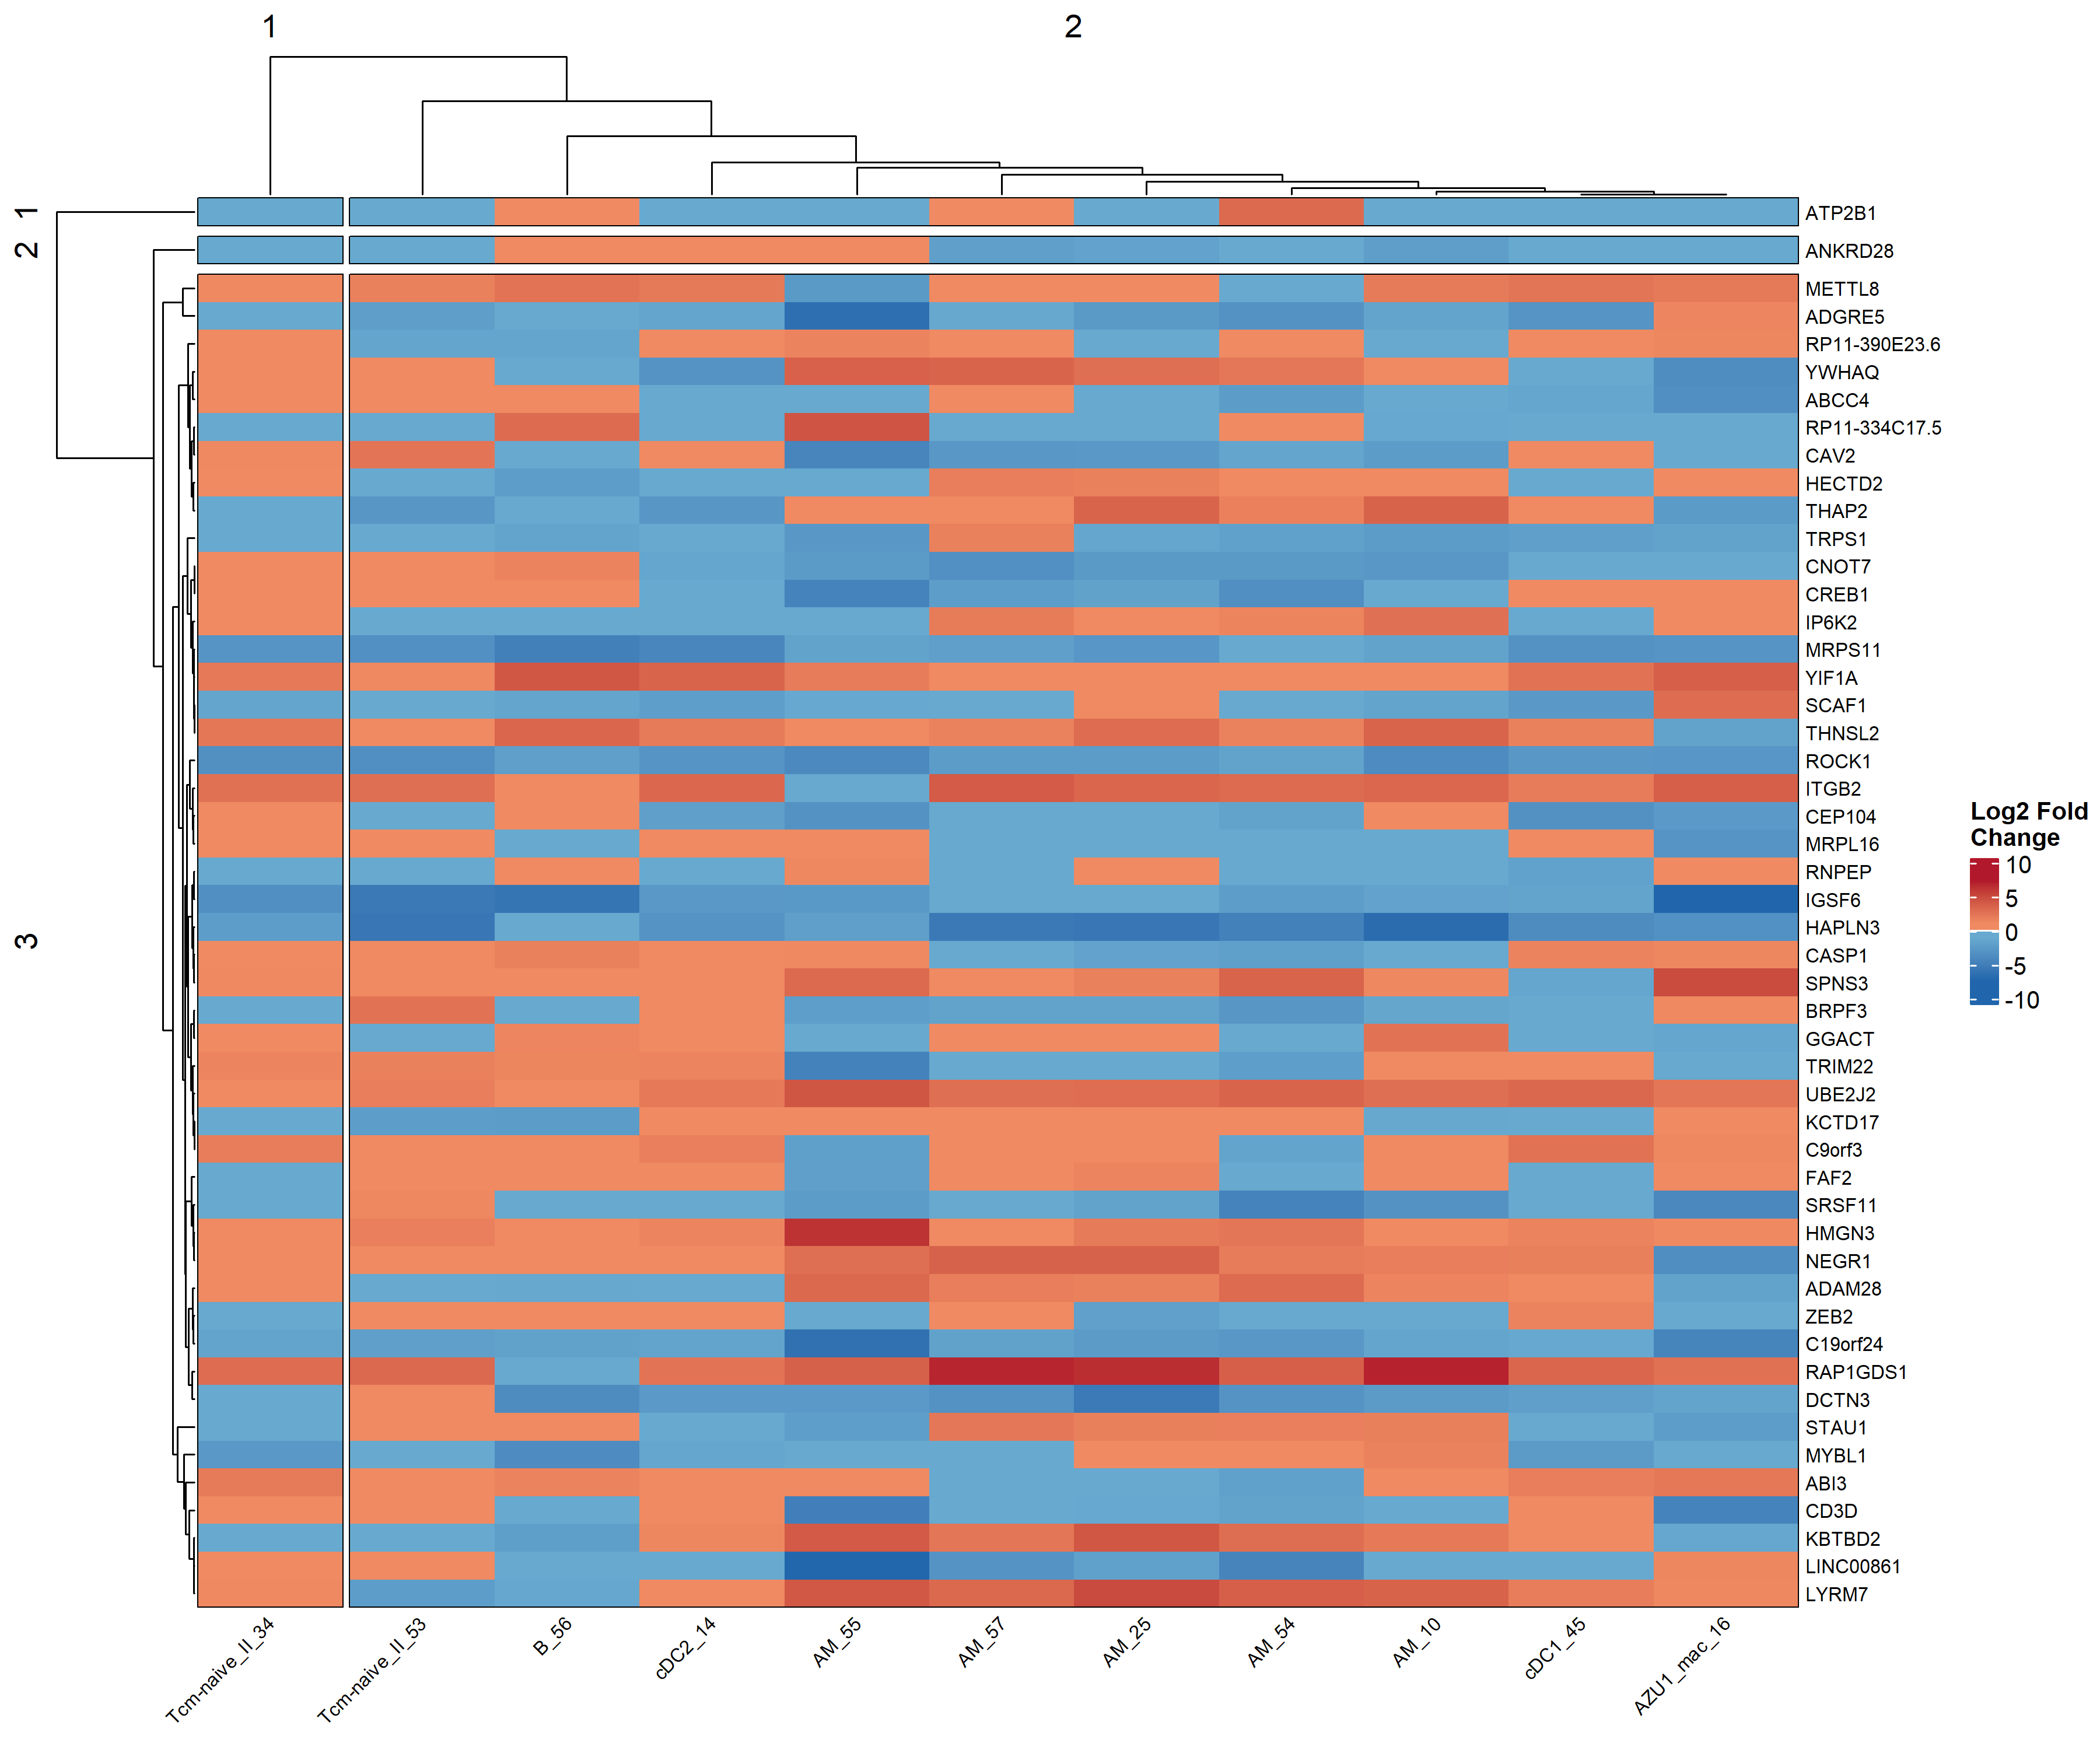 1
2
1
2
3
ATP2B1
ANKRD28
METTL8
ADGRE5
RP11-390E23.6
YWHAQ
ABCC4
RP11-334C17.5
CAV2
HECTD2
THAP2
TRPS1
CNOT7
CREB1
IP6K2
MRPS11
YIF1A
SCAF1
THNSL2
ROCK1
ITGB2
CEP104
MRPL16
RNPEP
IGSF6
HAPLN3
CASP1
SPNS3
BRPF3
GGACT
TRIM22
UBE2J2
KCTD17
C9orf3
FAF2
SRSF11
HMGN3
NEGR1
ADAM28
ZEB2
C19orf24
RAP1GDS1
DCTN3
STAU1
MYBL1
ABI3
CD3D
KBTBD2
LINC00861
LYRM7
Tcm-naive_II_34
Tcm-naive_II_53
B_56
cDC2_14
AM_55
AM_57
AM_25
AM_54
AM_10
cDC1_45
AZU1_mac_16
Log2 Fold
Change
10
5
0
-5
-10